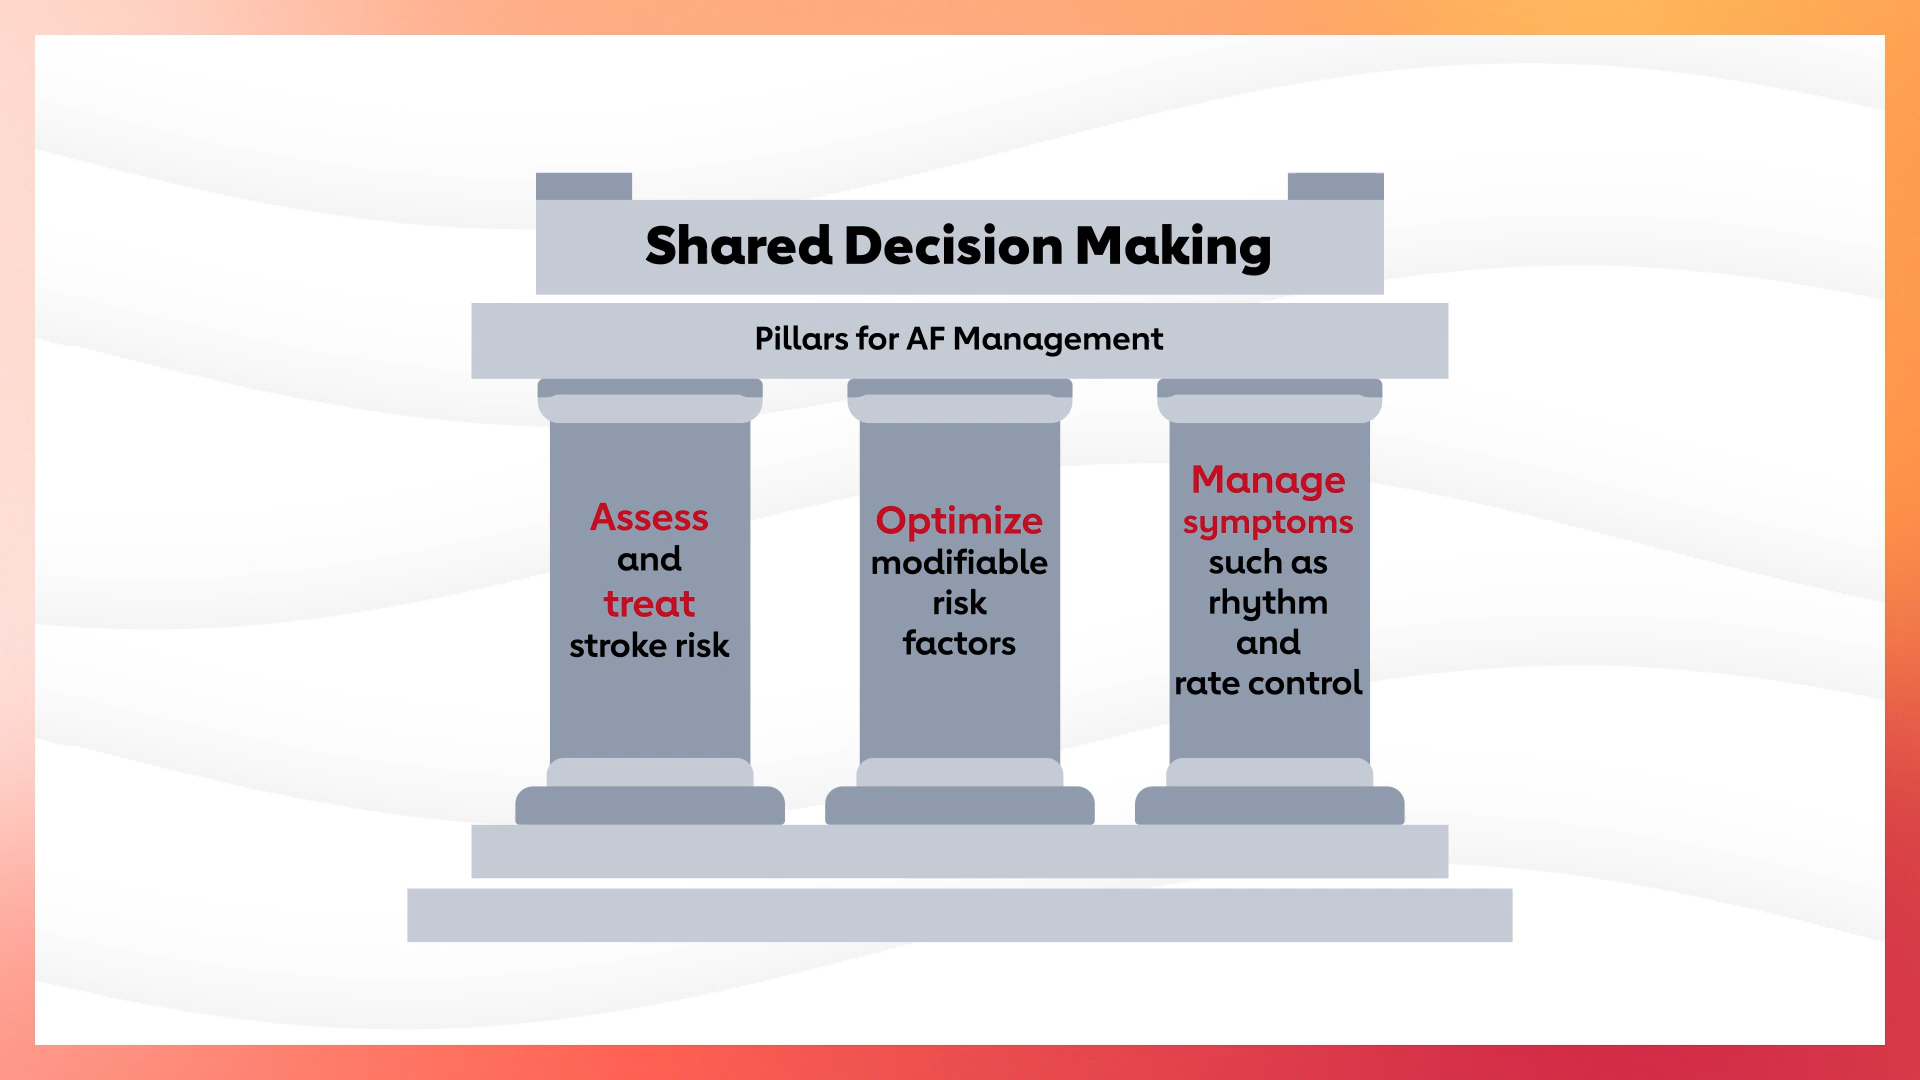 Shared Decision Making
Pillars for AF Management
Assess
and
treat
stroke risk
Optimize
modifiable
risk
factors
Manage
symptoms
such as
rhythm
and
rate control